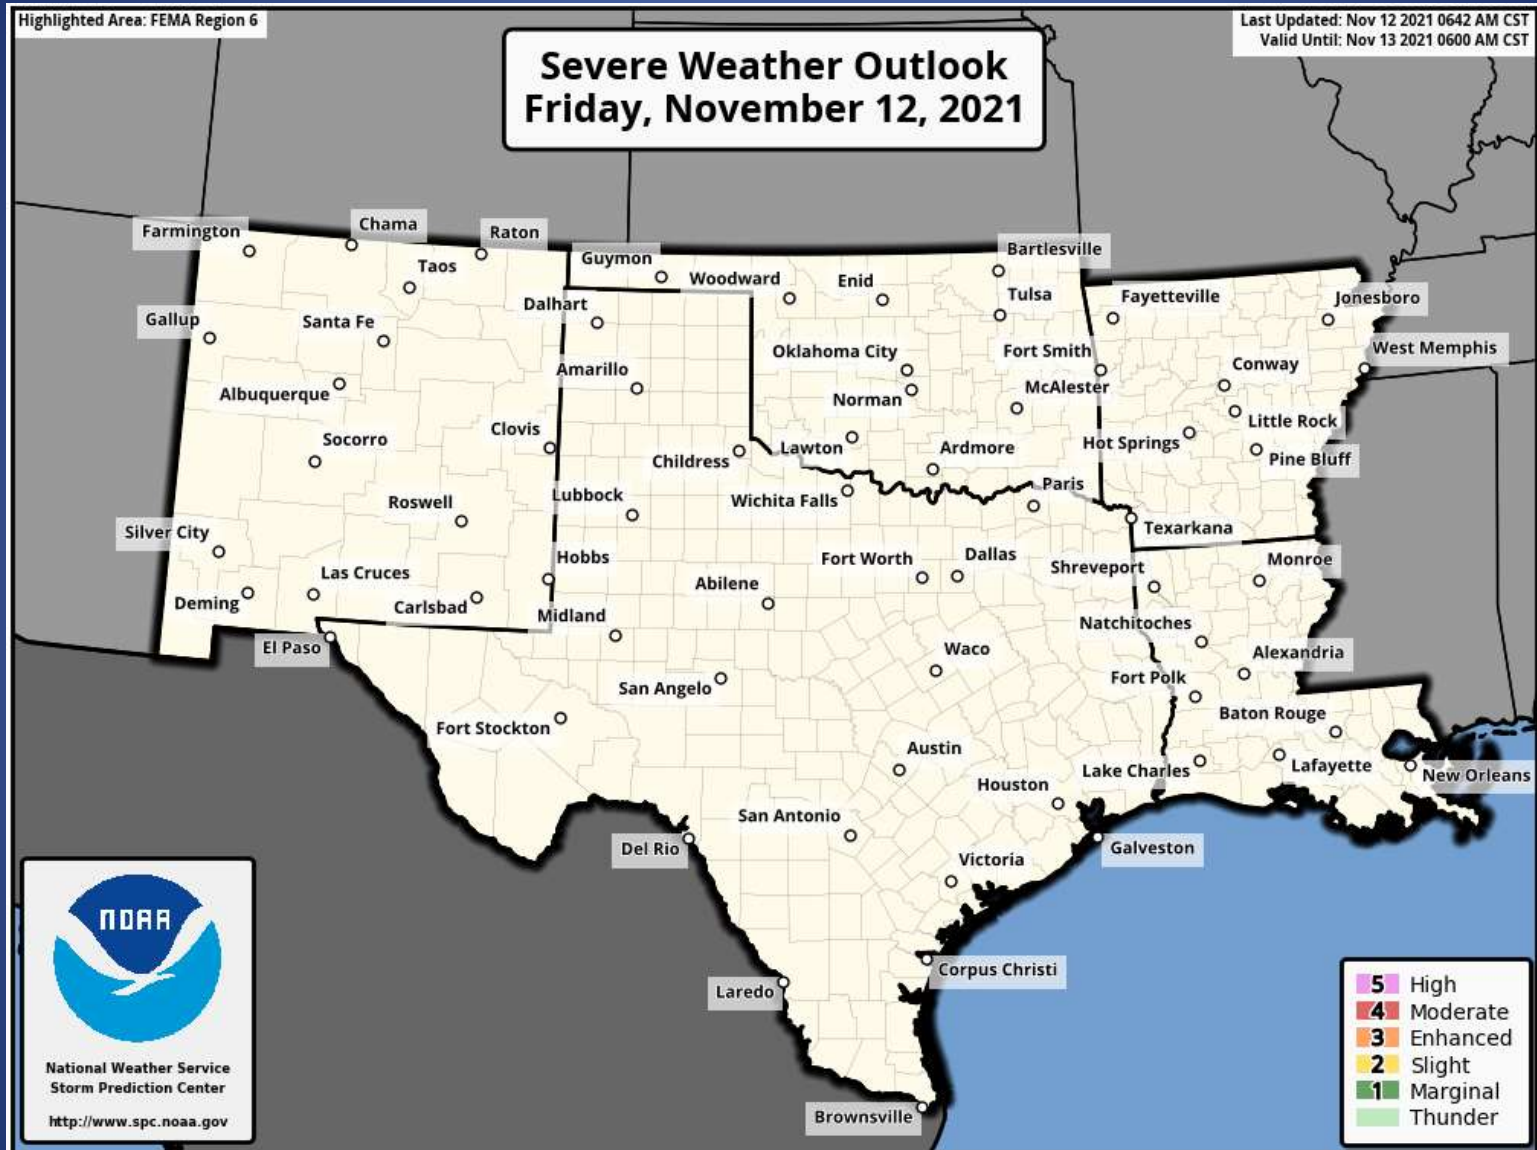 Highlighted Area: FEMA Region 6
Last Updated: Nov 12 2021 0642 AM CST
Valid Until: Nov 13 2021 0600 AM CST
Severe Weather Outlook
Friday, November 12, 2021
Farmington
Chama
Raton
Taos
Guymon
Woodward
Enid
Bartlesville
Tulsa
Fayetteville
Jonesboro
Gallup
Santa Fe
Dalhart
Oklahoma City
Fort Smith
West Memphis
Conway
Albuquerque
Amarillo
Norman
McAlester
Little Rock
Socorro
Clovis
Childress
Lawton
Ardmore
Hot Springs
Pine Bluff
Roswell
Lubbock
Wichita Falls
Paris
Texarkana
Silver City
Las Cruces
Hobbs
Abilene
Fort Worth
Dallas
Shreveport
Monroe
Deming
Carlsbad
Midland
Natchitoches
El Paso
San Angelo
Waco
Fort Polk
Alexandria
Fort Stockton
Austin
Baton Rouge
Houston
Lake Charles
Lafayette
New Orleans
San Antonio
Del Rio
Victoria
Galveston
Laredo
Corpus Christi
Brownsville
NOAA
National Weather Service
Storm Prediction Center
http://www.spc.noaa.gov
5 High
4 Moderate
3 Enhanced
2 Slight
1 Marginal
Thunder